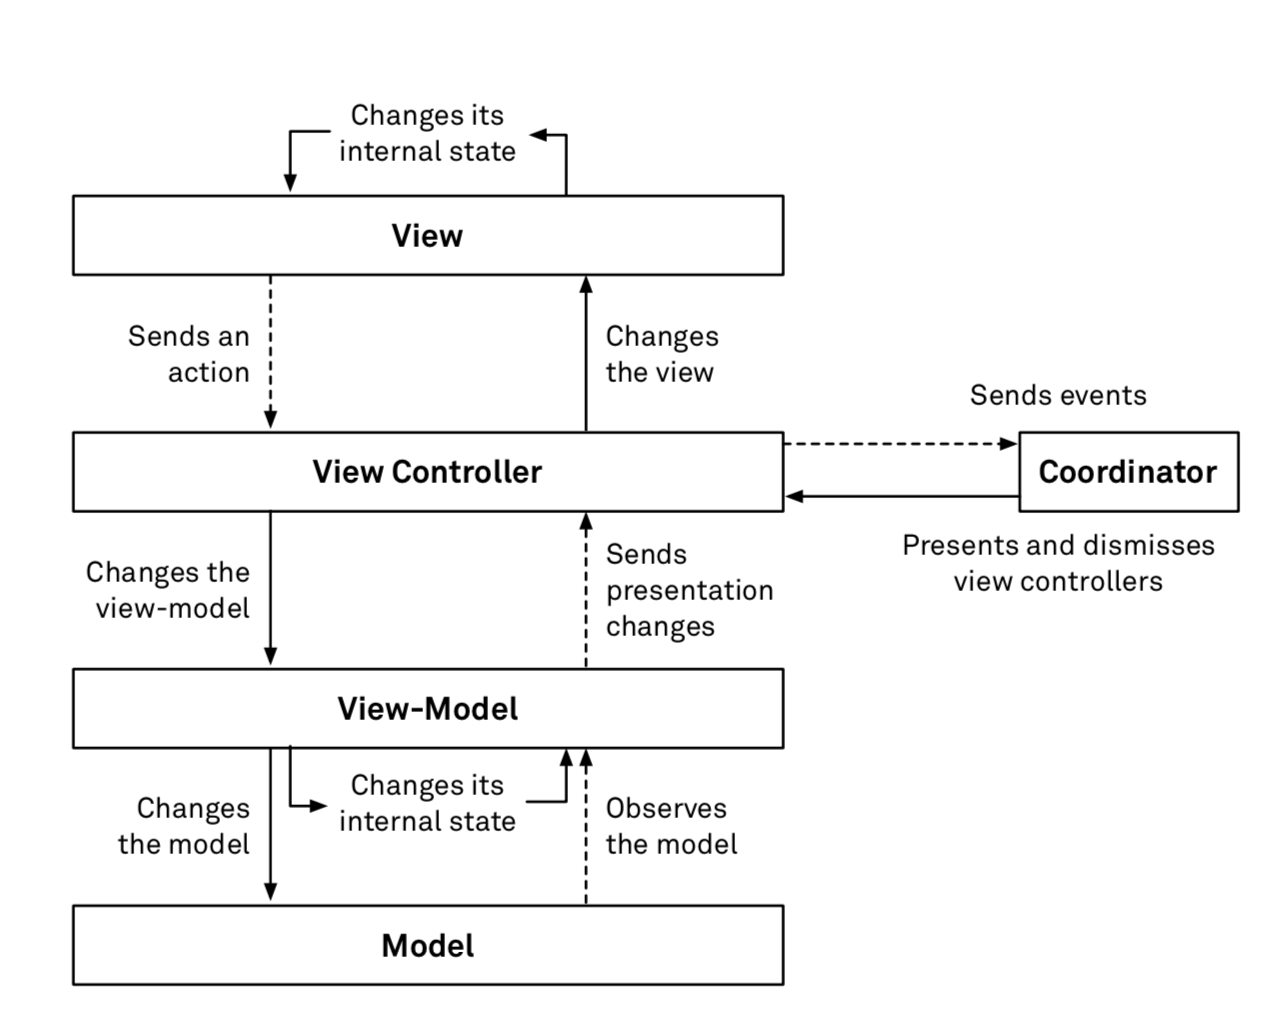 Changes its
internal state
View
Sends an
action
Changes
the view
Sends events
View Controller
Coordinator
Presents and dismisses
view controllers
Changes the
view-model
Sends
presentation
changes
View-Model
Changes
the model
Changes its
internal state
Observes
the model
Model